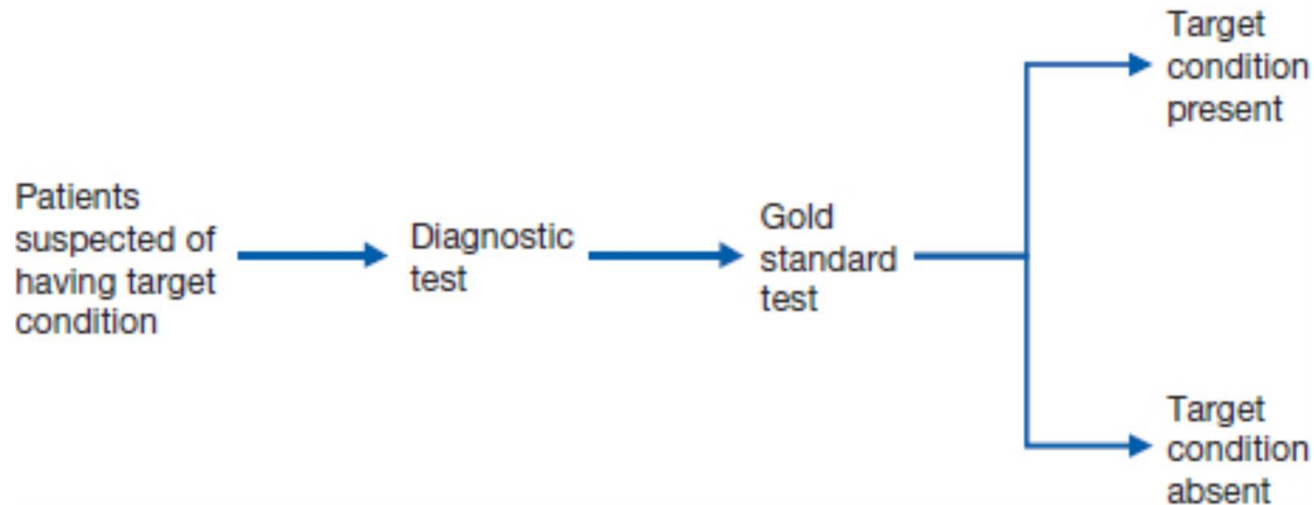 Target
condition
present
Patients
suspected of
having target
condition
Diagnostic
test
Gold
standard
test
Target
condition
absent